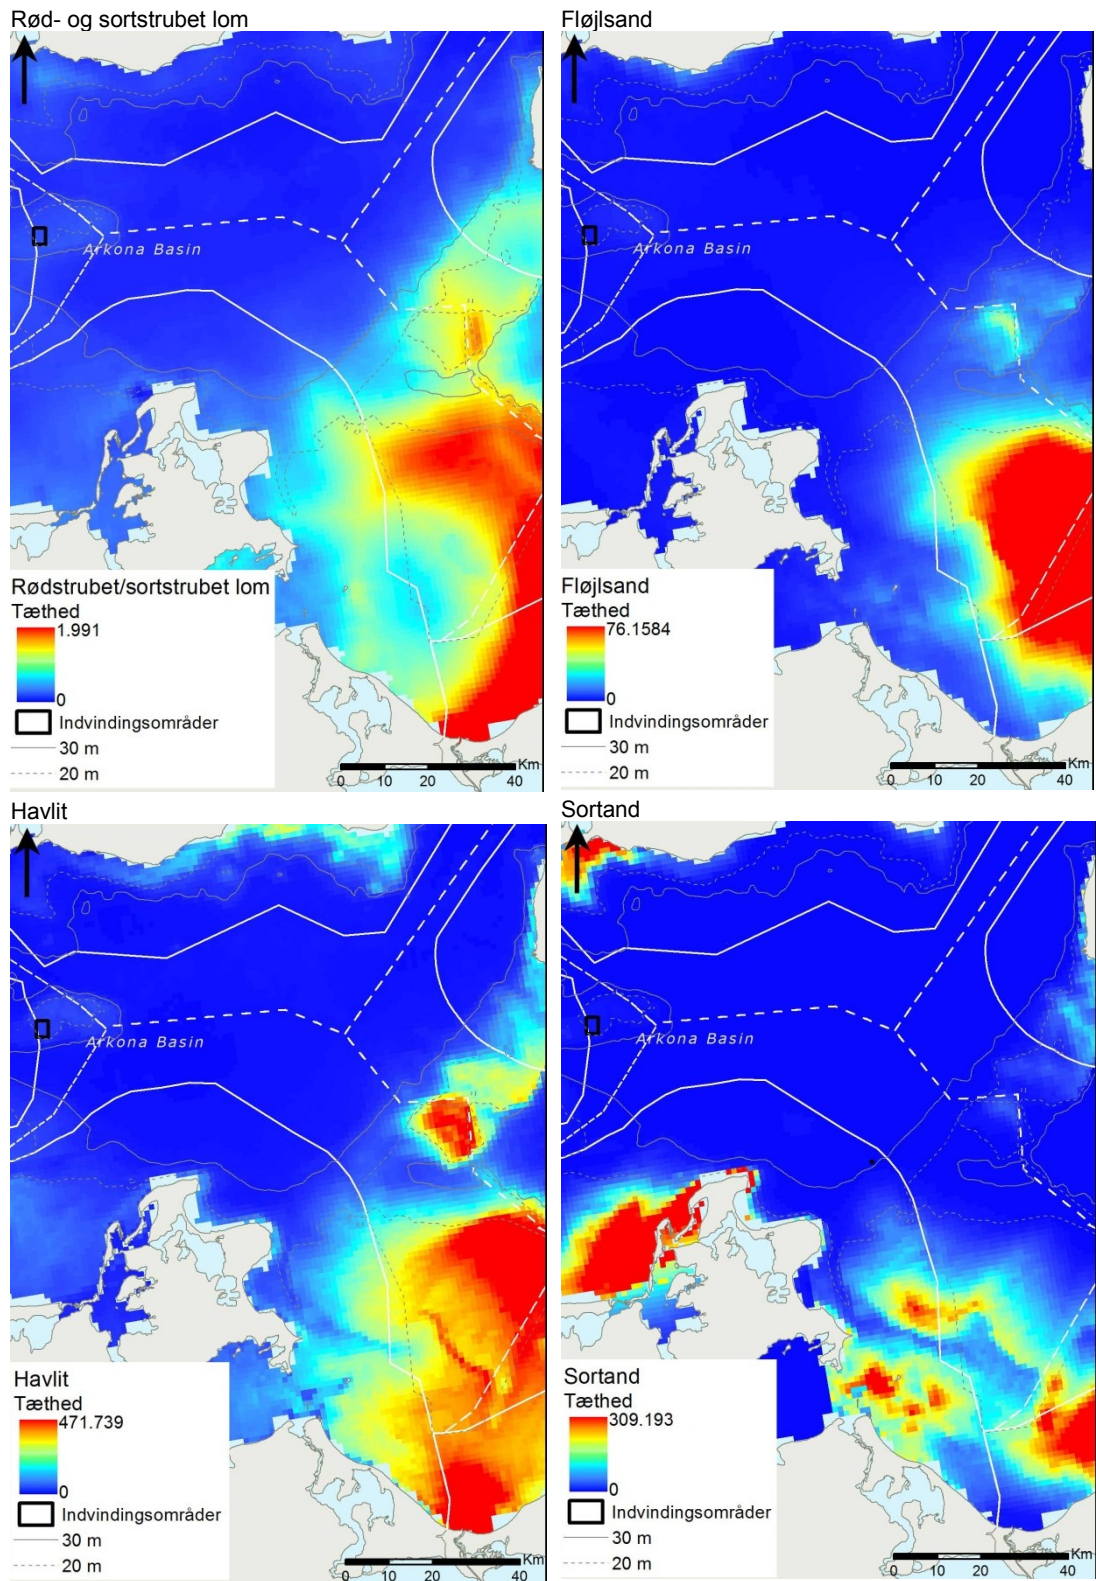 Rød- og sortstrubet lom
Arkona Basin
Rødstrubet/sortstrubet lom
Tæthed
1.991
0
Indvindingsområder
30 m
20 m
Km
0 10 20 40
Fløjlsand
Arkona Basin
Fløjlsand
Tæthed
76.1584
0
Indvindingsområder
30 m
20 m
Km
0 10 20 40
Havlit
Arkona Basin
Havlit
Tæthed
471.739
0
Indvindingsområder
30 m
20 m
Km
0 10 20 40
Sortand
Arkona Basin
Sortand
Tæthed
309.193
0
Indvindingsområder
30 m
20 m
Km
0 10 20 40